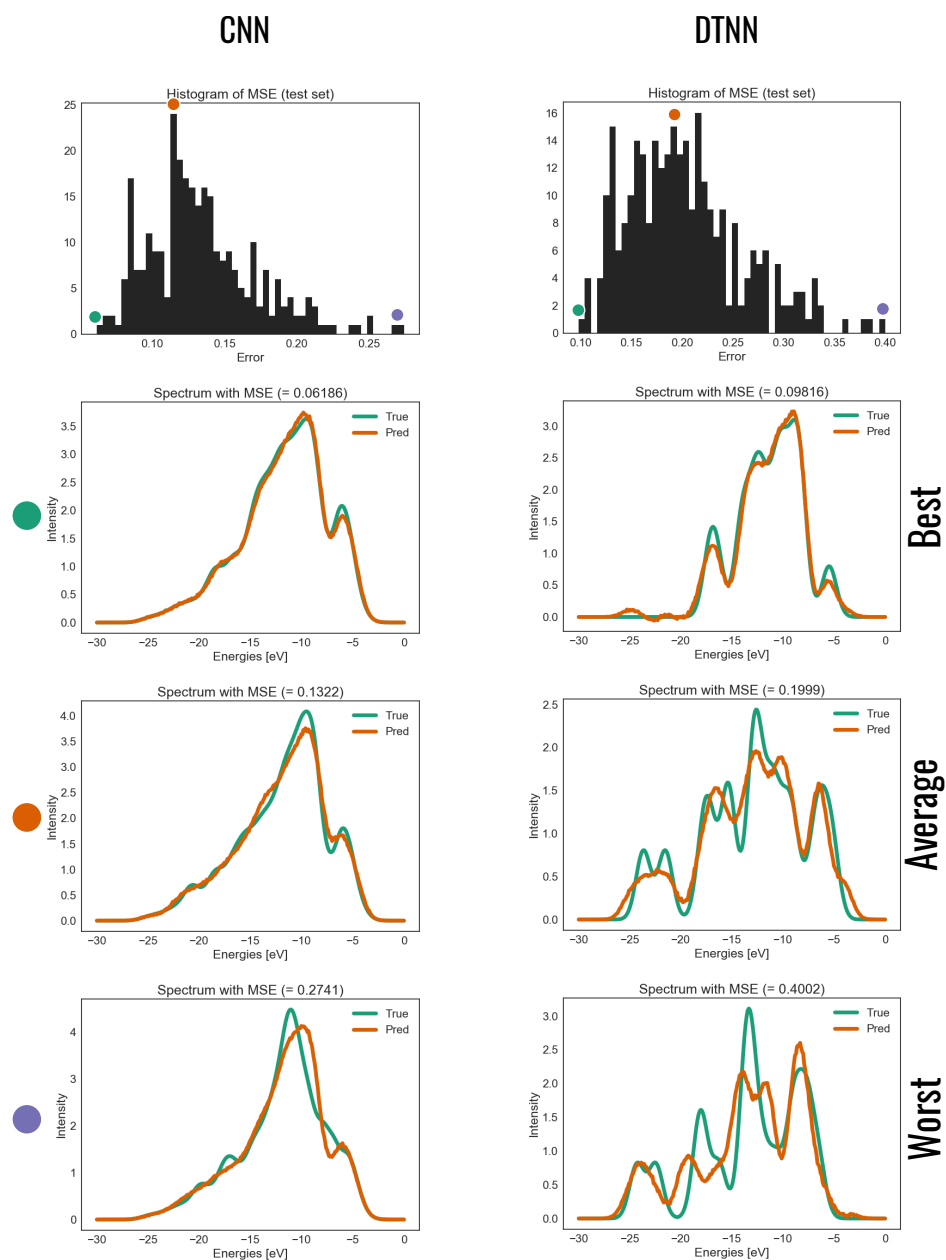 CNN
DTNN
Histogram of MSE (test set)
25
20
15
10
5
0
0.10 0.15 0.20 0.25
Error
Histogram of MSE (test set)
16
14
12
10
8
6
4
2
0
0.10 0.15 0.20 0.25 0.30 0.35 0.40
Error
Spectrum with MSE (= 0.06186)
True
Pred
3.5
3.0
2.5
2.0
1.5
1.0
0.5
0.0
Intensity
−30 −25 −20 −15 −10 −5 0
Energies [eV]
Spectrum with MSE (= 0.09816)
True
Pred
3.0
2.5
2.0
1.5
1.0
0.5
0.0
Intensity
−30 −25 −20 −15 −10 −5 0
Energies [eV]
Best
Spectrum with MSE (= 0.1322)
True
Pred
4.0
3.5
3.0
2.5
2.0
1.5
1.0
0.5
0.0
Intensity
−30 −25 −20 −15 −10 −5 0
Energies [eV]
Spectrum with MSE (= 0.1999)
True
Pred
2.5
2.0
1.5
1.0
0.5
0.0
Intensity
−30 −25 −20 −15 −10 −5 0
Energies [eV]
Average
Spectrum with MSE (= 0.2741)
True
Pred
4
3
2
1
0
Intensity
−30 −25 −20 −15 −10 −5 0
Energies [eV]
Spectrum with MSE (= 0.4002)
True
Pred
3.0
2.5
2.0
1.5
1.0
0.5
0.0
Intensity
−30 −25 −20 −15 −10 −5 0
Energies [eV]
Worst